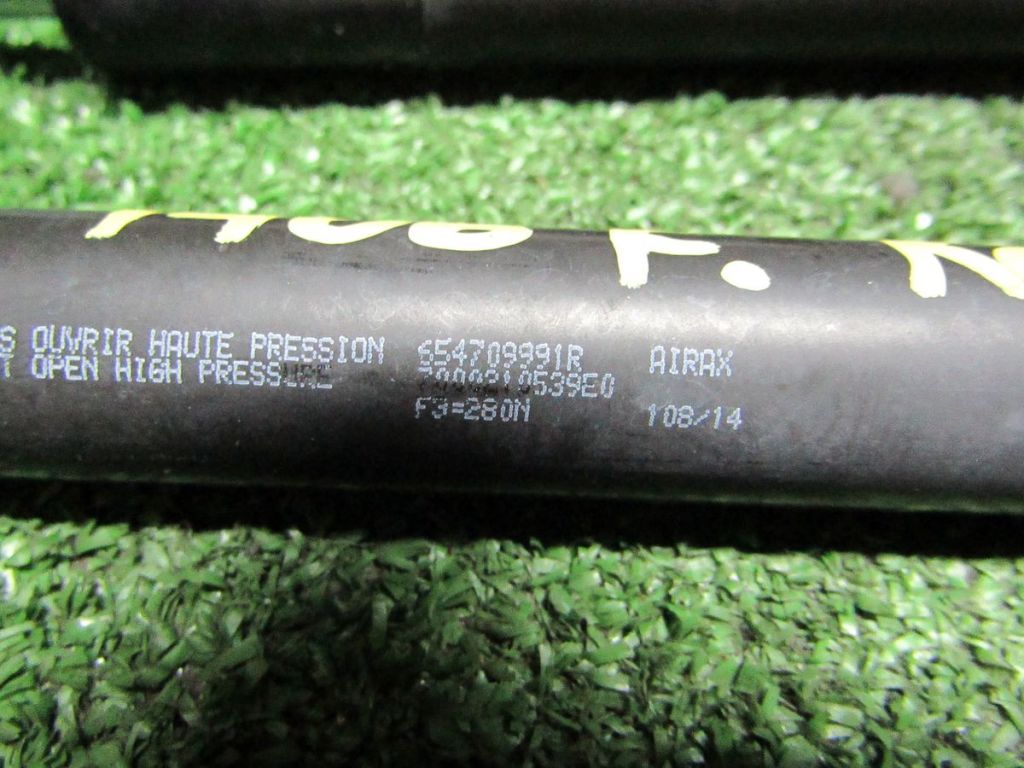 S OUVRIR HAUTE PRESSION 654709991R AIRAX
T OPEN HIGH PRESSURE
F3=280N 108/14